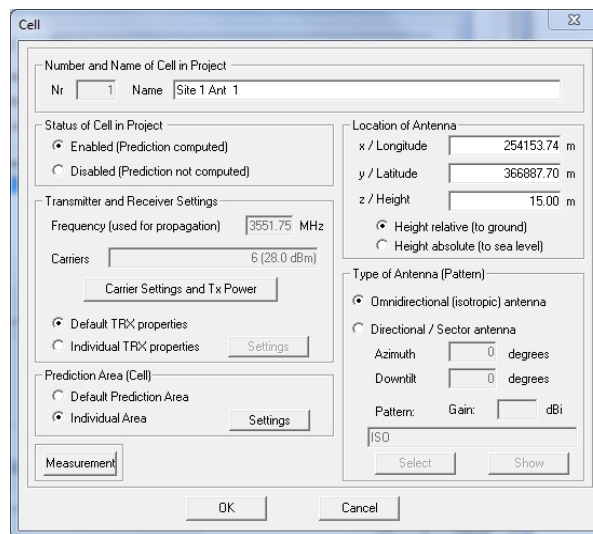 Cell
Number and Name of Cell in Project
Nr 1 Name Site 1 Ant 1
Status of Cell in Project
Enabled (Prediction computed)
Disabled (Prediction not computed)
Transmitter and Receiver Settings
Frequency (used for propagation) 3551.75 MHz
Carriers 6 (28.0 dBm)
Carrier Settings and Tx Power
Default TRX properties
Individual TRX properties Settings
Prediction Area (Cell)
Default Prediction Area
Individual Area Settings
Measurement
Location of Antenna
x / Longitude 254153.74 m
y / Latitude 366887.70 m
z / Height 15.00 m
Height relative (to ground)
Height absolute (to sea level)
Type of Antenna (Pattern)
Omnidirectional (isotropic) antenna
Directional / Sector antenna
Azimuth 0 degrees
Downtilt 0 degrees
Pattern: Gain: dBi
ISO
Select Show
OK Cancel